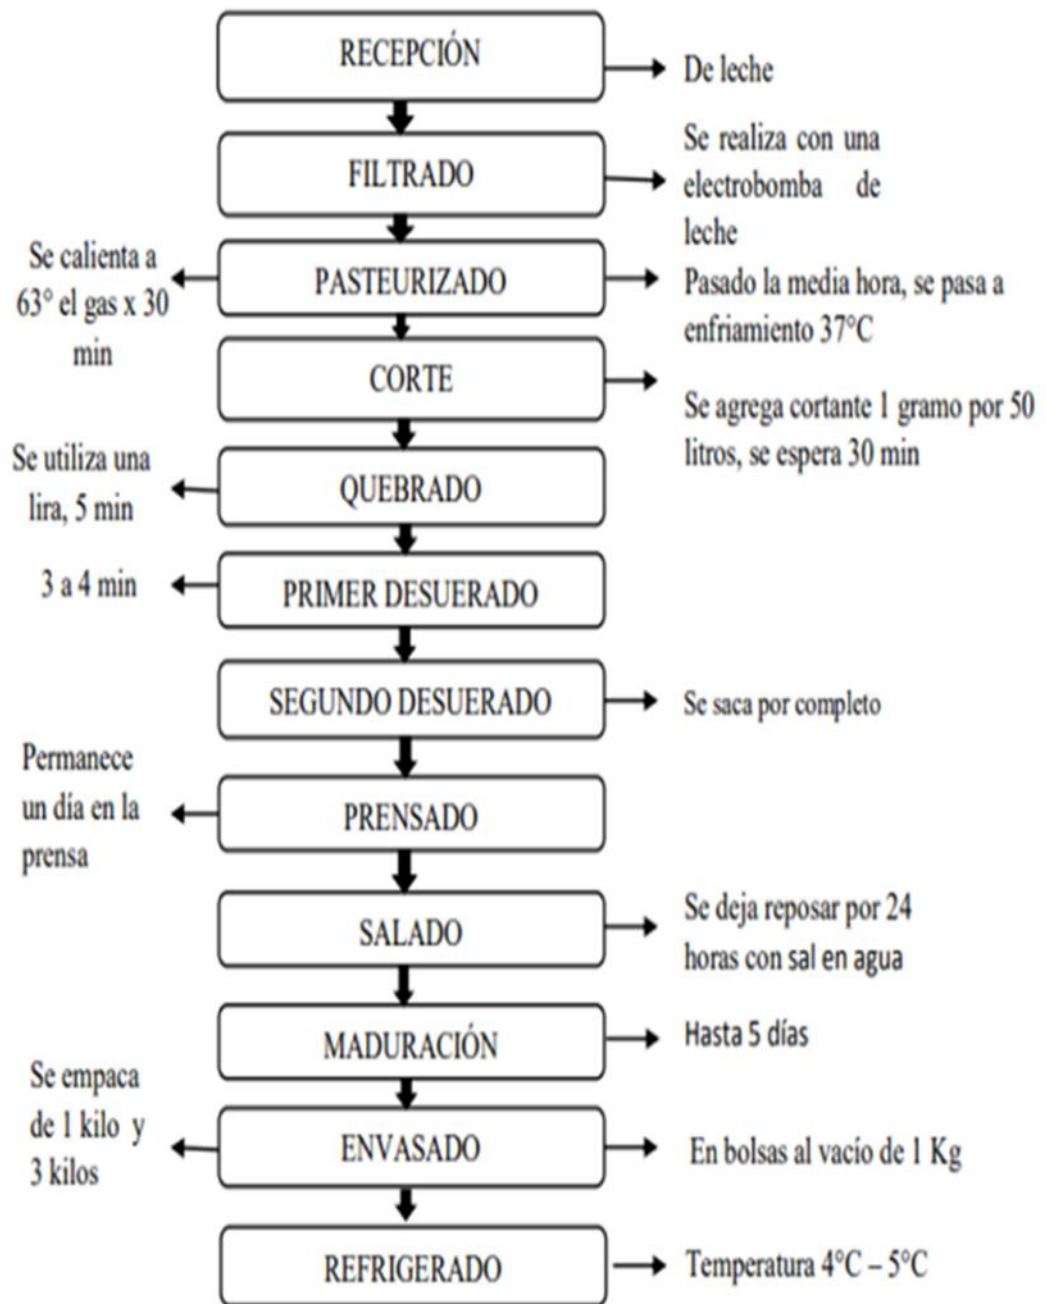 RECEPCIÓN
De leche
FILTRADO
Se realiza con una
electrobomba de
leche
Se calienta a
63° el gas x 30
min
PASTEURIZADO
Pasado la media hora, se pasa a
enfriamiento 37°C
CORTE
Se agrega cortante 1 gramo por 50
litros, se espera 30 min
Se utiliza una
lira, 5 min
QUEBRADO
3 a 4 min
PRIMER DESUERADO
SEGUNDO DESUERADO
Se saca por completo
Permanece
un día en la
prensa
PRENSADO
SALADO
Se deja reposar por 24
horas con sal en agua
MADURACIÓN
Hasta 5 días
Se empaca
de 1 kilo y
3 kilos
ENVASADO
En bolsas al vacío de 1 Kg
REFRIGERADO
Temperatura 4°C – 5°C